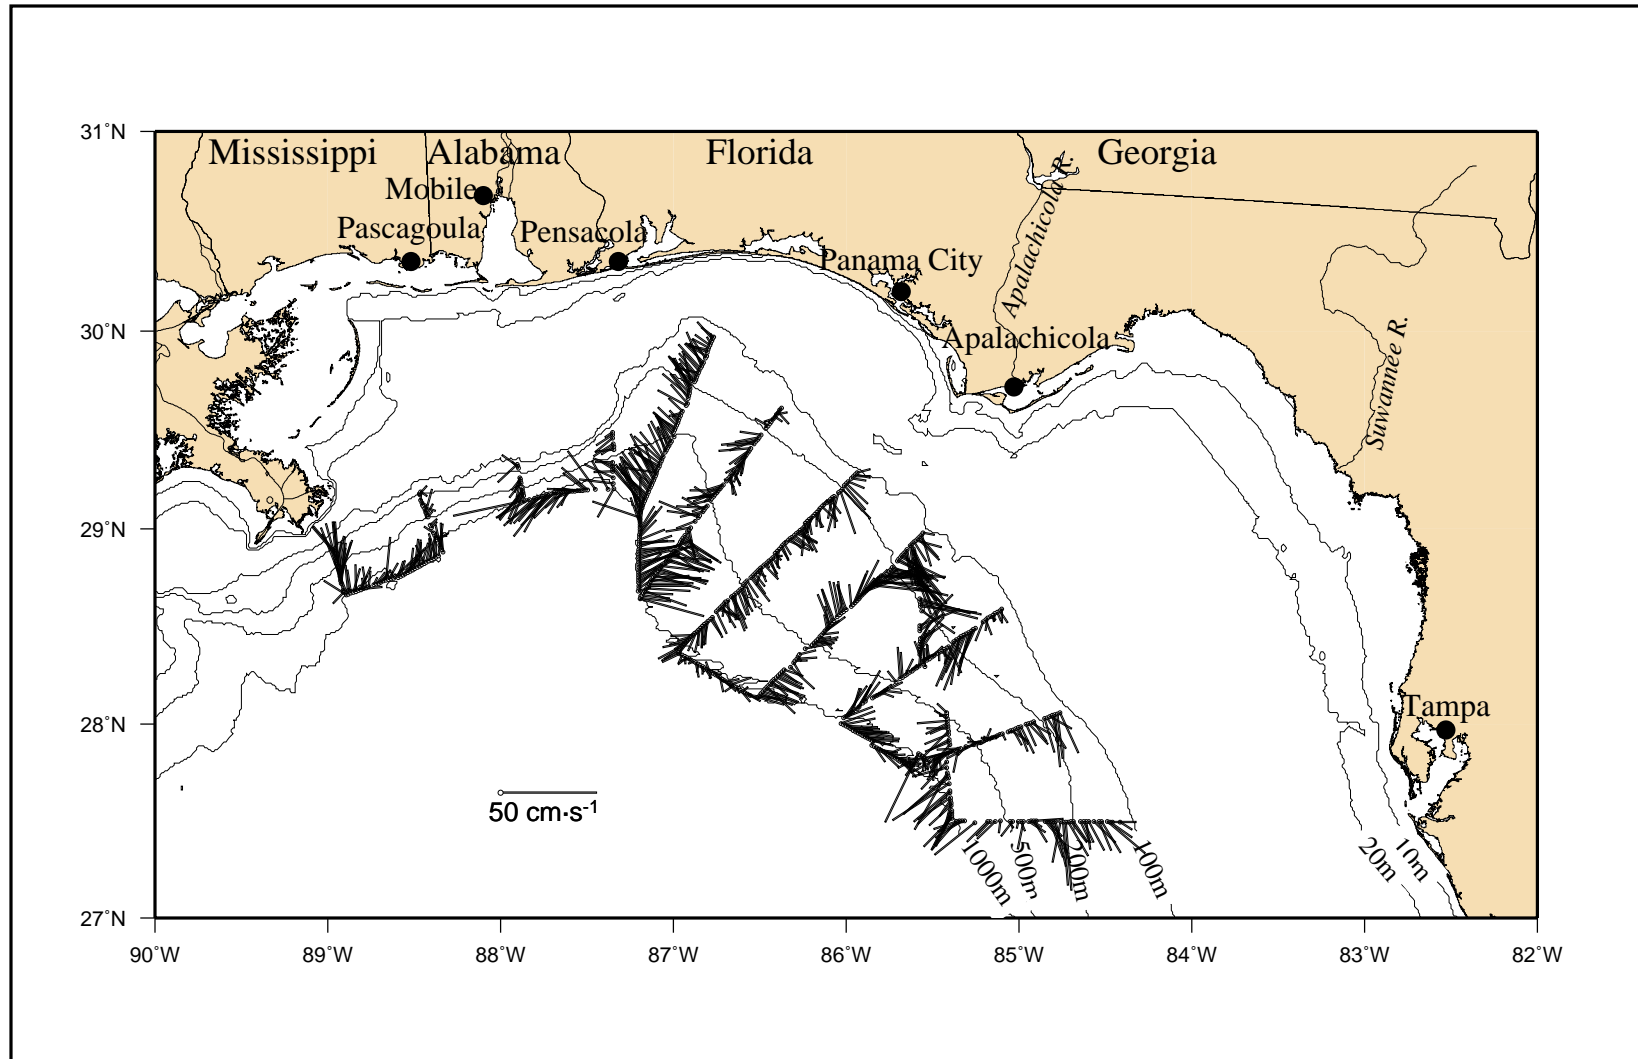 31°N
Mississippi Alabama Florida Georgia
Mobile
Apalachicola R.
Pascagoula Pensacola
Panama City
30°N
Apalachicola
Suwannee R.
29°N
28°N
Tampa
50 cm·s-1
1000m 500m 200m 100m 20m 10m
27°N
90°W 89°W 88°W 87°W 86°W 85°W 84°W 83°W 82°W